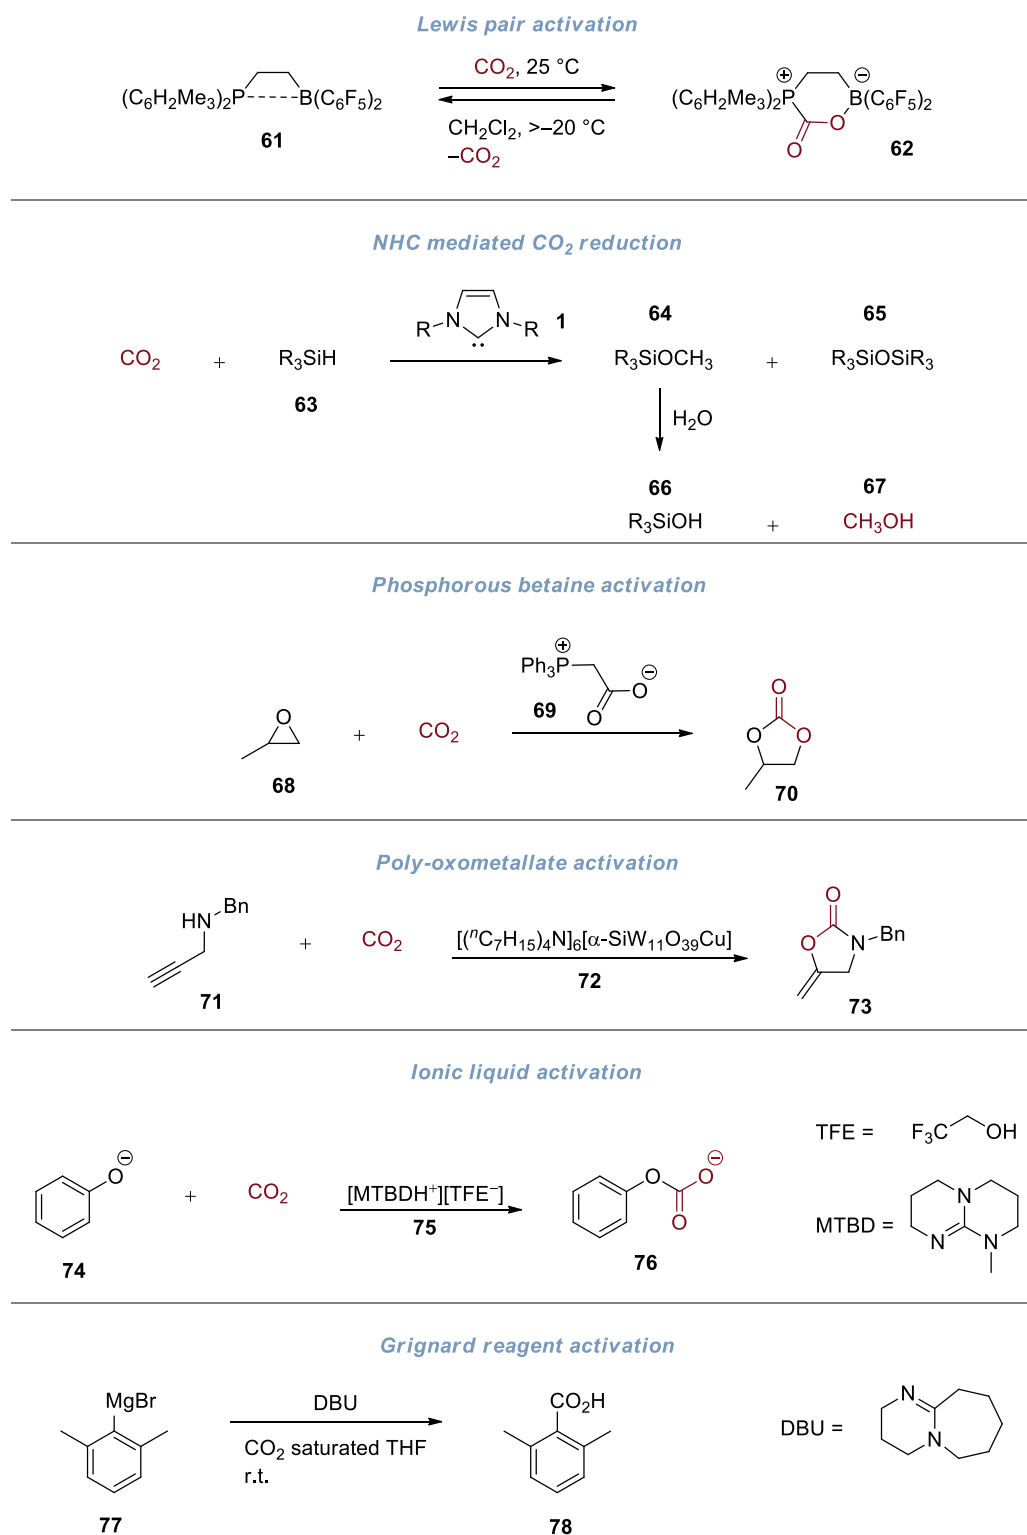 Lewis pair activation
CO₂, 25 °C
(C₆H₂Me₃)₂P B(C₆F₅)₂
61
CH₂Cl₂, >–20 °C
–CO₂
⊕ ⊖
(C₆H₂Me₃)₂P B(C₆F₅)₂
O
O
62
NHC mediated CO₂ reduction
N N
R R
1
64 65
CO₂ + R₃SiH R₃SiOCH₃ + R₃SiOSiR₃
63
H₂O
66 67
R₃SiOH + CH₃OH
Phosphorous betaine activation
⊕
Ph₃P
⊖
O
O
69
O
+ CO₂
68
O
O O
70
Poly-oxometallate activation
HN Bn
+ CO₂
[(ⁿC₇H₁₅)₄N]₆[α-SiW₁₁O₃₉Cu]
72
71
O
O N Bn
73
Ionic liquid activation
⊖
O
+ CO₂
[MTBDH⁺][TFE⁻]
75
74
O O ⊖
O
76
TFE = F₃C OH
MTBD =
N
N N
Grignard reagent activation
MgBr
DBU
CO₂ saturated THF
r.t.
77
CO₂H
78
DBU =
N
N